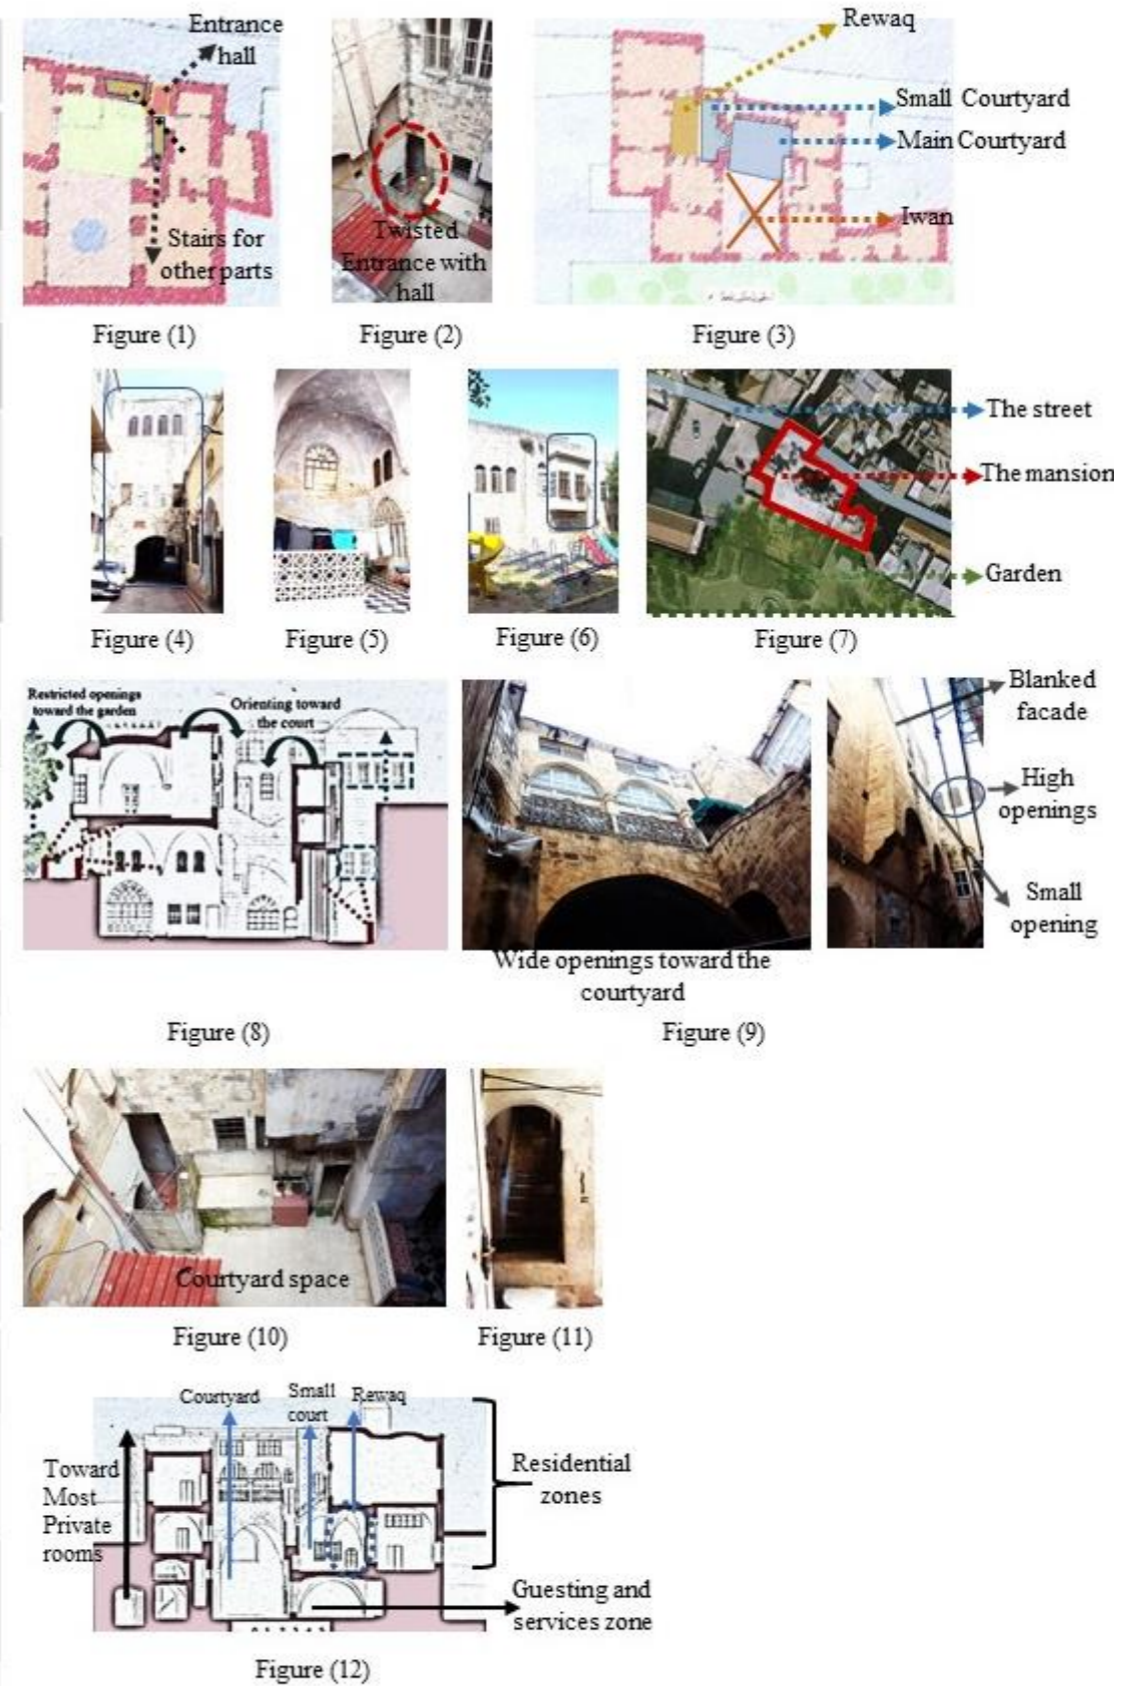 Entrance
hall
Stairs for
other parts
Figure (1)
Twisted
Entrance with
hall
Figure (2)
Rewaq
Small Courtyard
Main Courtyard
Iwan
Figure (3)
Figure (4)
Figure (5)
Figure (6)
The street
The mansion
Garden
Figure (7)
Restricted openings
toward the garden
Orienting toward
the court
Figure (8)
Wide openings toward the
courtyard
Blanked
facade
High
openings
Small
opening
Figure (9)
Courtyard space
Figure (10)
Figure (11)
Courtyard
Small
court
Rewaq
Toward
Most
Private
rooms
Residential
zones
Guesting and
services zone
Figure (12)